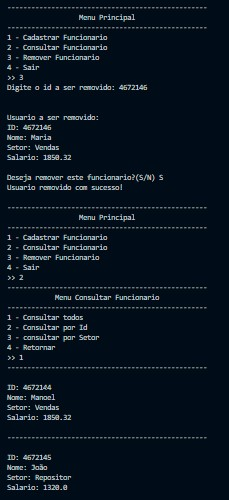 --------------------------------------------------
Menu Principal
--------------------------------------------------
1 - Cadastrar Funcionario
2 - Consultar Funcionario
3 - Remover Funcionario
4 - Sair
>> 3
Digite o id a ser removido: 4672146
Usuario a ser removido:
ID: 4672146
Nome: Maria
Setor: Vendas
Salario: 1850.32
Deseja remover este funcionario?(S/N) S
Usuario removido com sucesso!
--------------------------------------------------
Menu Principal
--------------------------------------------------
1 - Cadastrar Funcionario
2 - Consultar Funcionario
3 - Remover Funcionario
4 - Sair
>> 2
--------------------------------------------------
Menu Consultar Funcionario
--------------------------------------------------
1 - Consultar todos
2 - Consultar por Id
3 - consultar por Setor
4 - Retornar
>> 1
--------------------------------------------------
ID: 4672144
Nome: Manoel
Setor: Vendas
Salario: 1850.32
--------------------------------------------------
ID: 4672145
Nome: João
Setor: Repositor
Salario: 1320.0